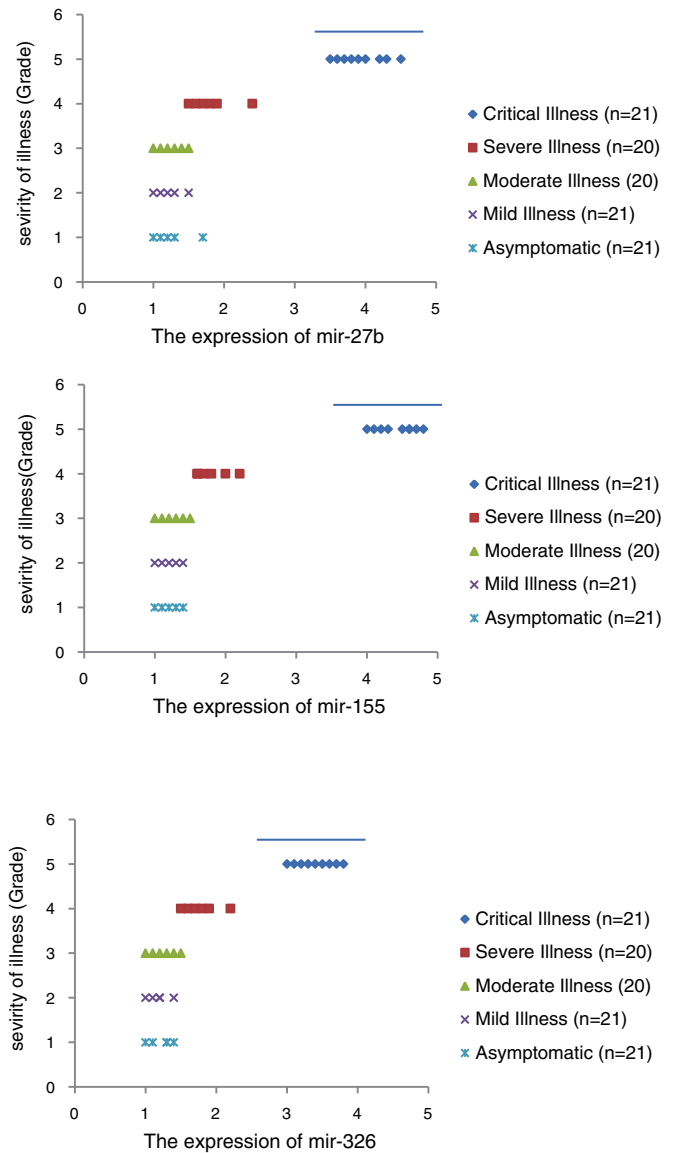 6
5
4
3
2
1
0
sevirity of illness (Grade)
0 1 2 3 4 5
The expression of mir-27b
Critical Illness (n=21)
Severe Illness (n=20)
Moderate Illness (20)
Mild Illness (n=21)
Asymptomatic (n=21)
6
5
4
3
2
1
0
sevirity of illness(Grade)
0 1 2 3 4 5
The expression of mir-155
Critical Illness (n=21)
Severe Illness (n=20)
Moderate Illness (20)
Mild Illness (n=21)
Asymptomatic (n=21)
6
5
4
3
2
1
0
sevirity of illness (Grade)
0 1 2 3 4 5
The expression of mir-326
Critical Illness (n=21)
Severe Illness (n=20)
Moderate Illness (20)
Mild Illness (n=21)
Asymptomatic (n=21)